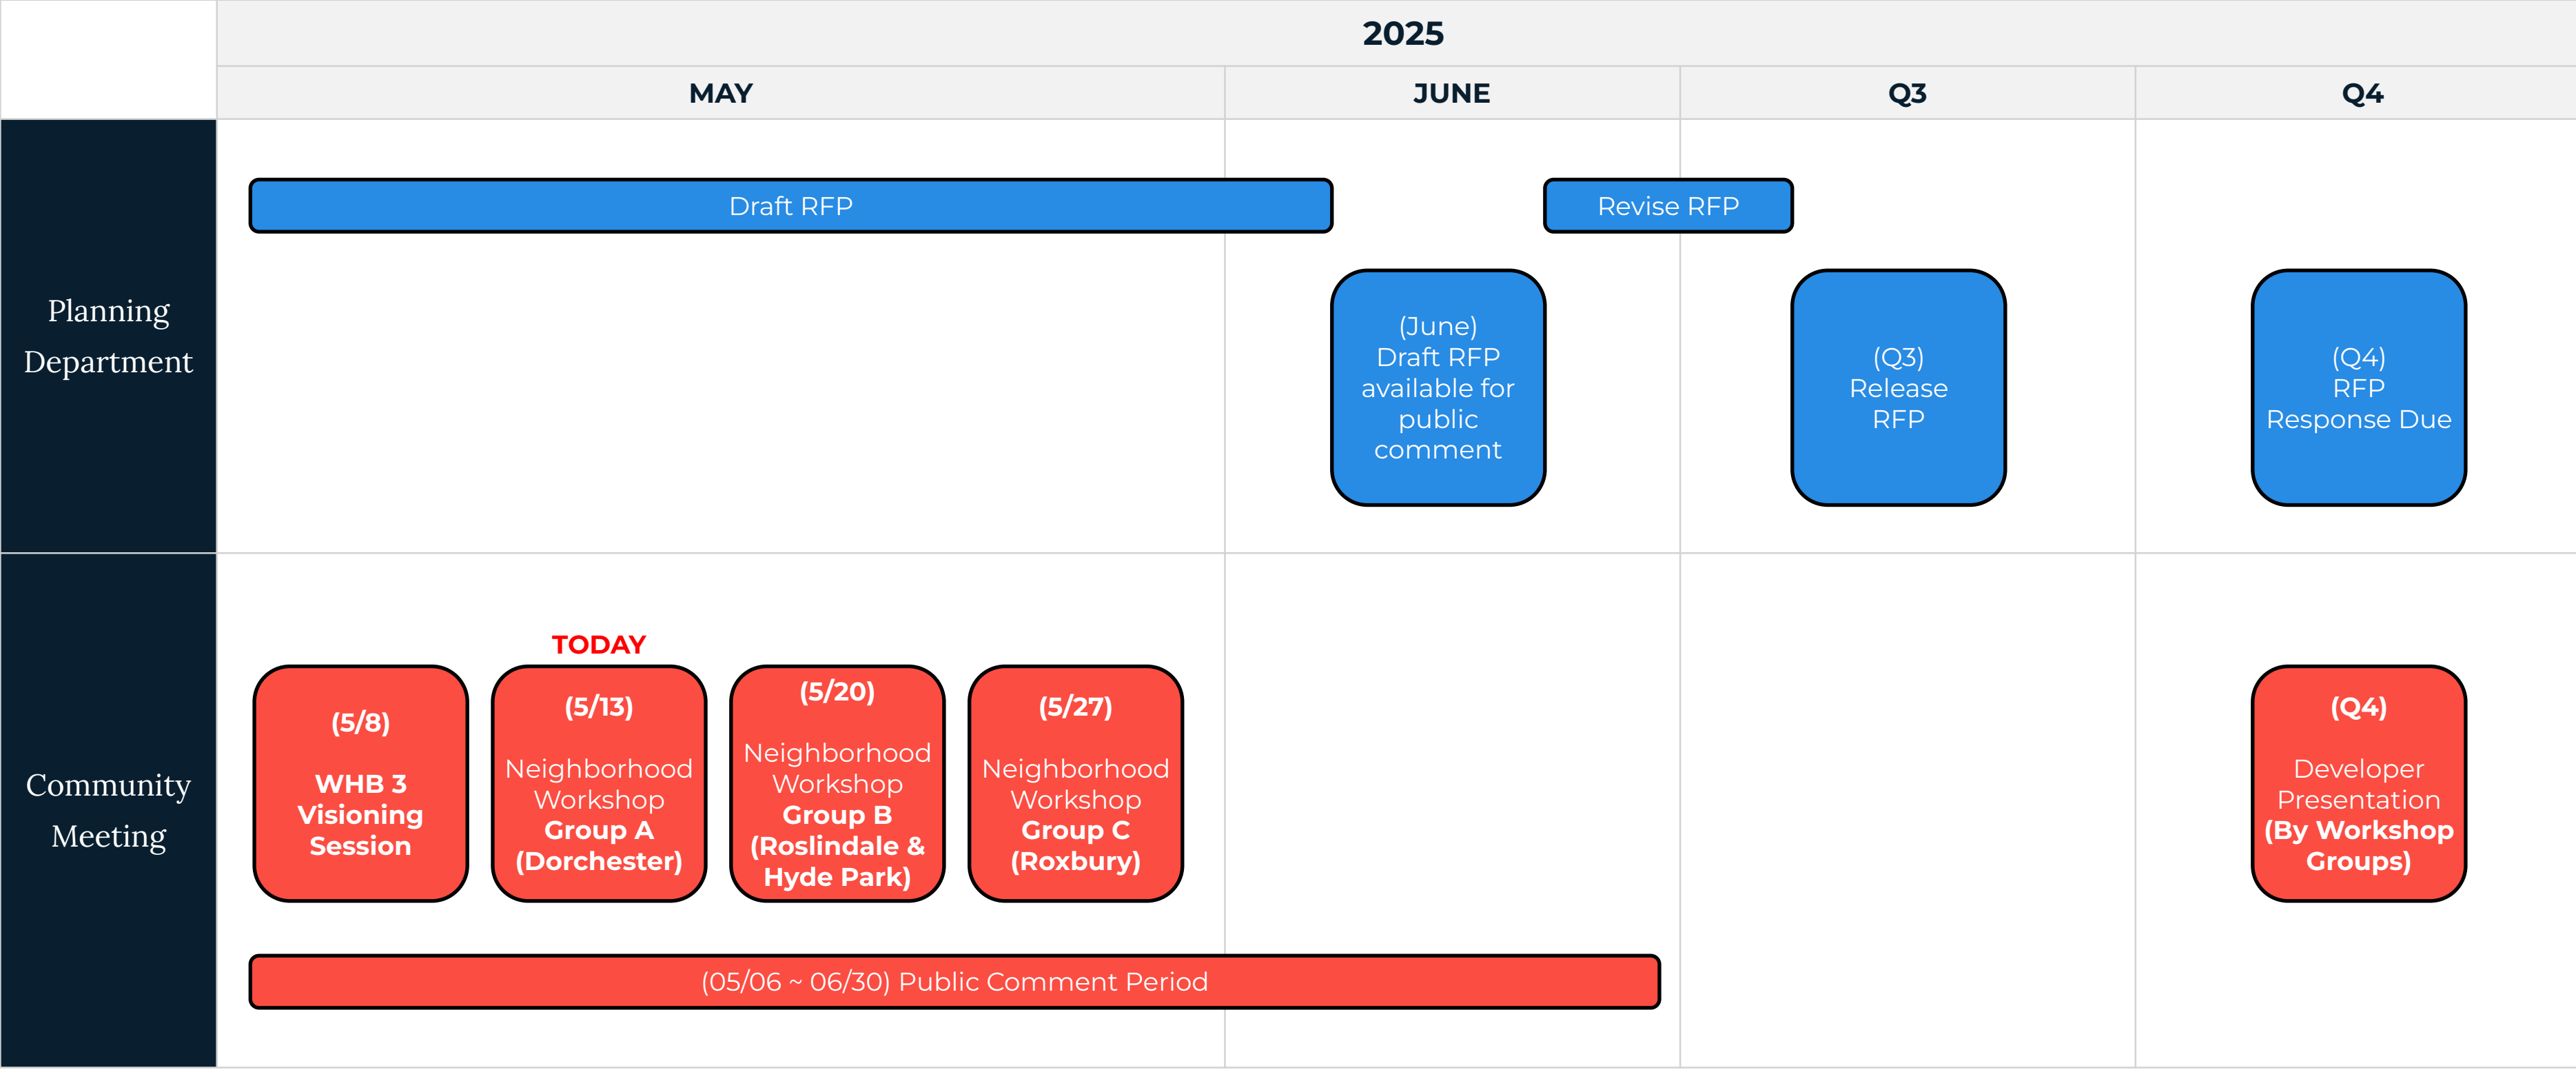 2025
MAY
JUNE
Q3
Q4
Planning
Department
Draft RFP
Revise RFP
(June)
Draft RFP
available for
public
comment
(Q3)
Release
RFP
(Q4)
RFP
Response Due
Community
Meeting
TODAY
(5/8)
WHB 3
Visioning
Session
(5/13)
Neighborhood
Workshop
Group A
(Dorchester)
(5/20)
Neighborhood
Workshop
Group B
(Roslindale &
Hyde Park)
(5/27)
Neighborhood
Workshop
Group C
(Roxbury)
(Q4)
Developer
Presentation
(By Workshop
Groups)
(05/06 ~ 06/30) Public Comment Period